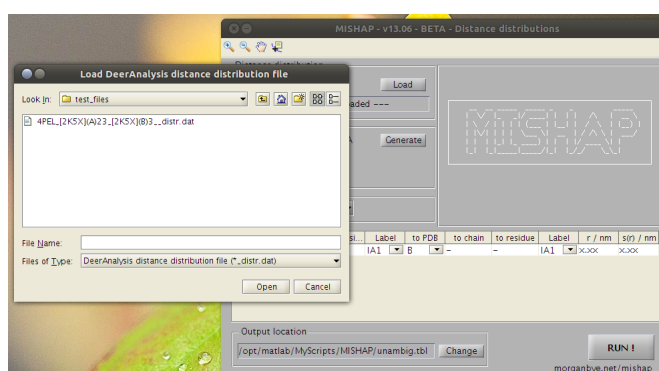 MISHAP - v13.06 - BETA - Distance distributions
Load DeerAnalysis distance distribution file
Look In: test_files
4PEL_[2K5X](A)23_[2K5X](B)3__distr.dat
File Name:
Files of Type: DeerAnalysis distance distribution file (*_distr.dat)
Open Cancel
Load
aded ---
Generate
MISHAP
si... Label to PDB to chain to residue Label r / nm s(r) / nm
IA1 B - - IA1 x.xx x.xx
Output location
/opt/matlab/MyScripts/MISHAP/unambig.tbl Change
RUN !
morganbye.net/mishap